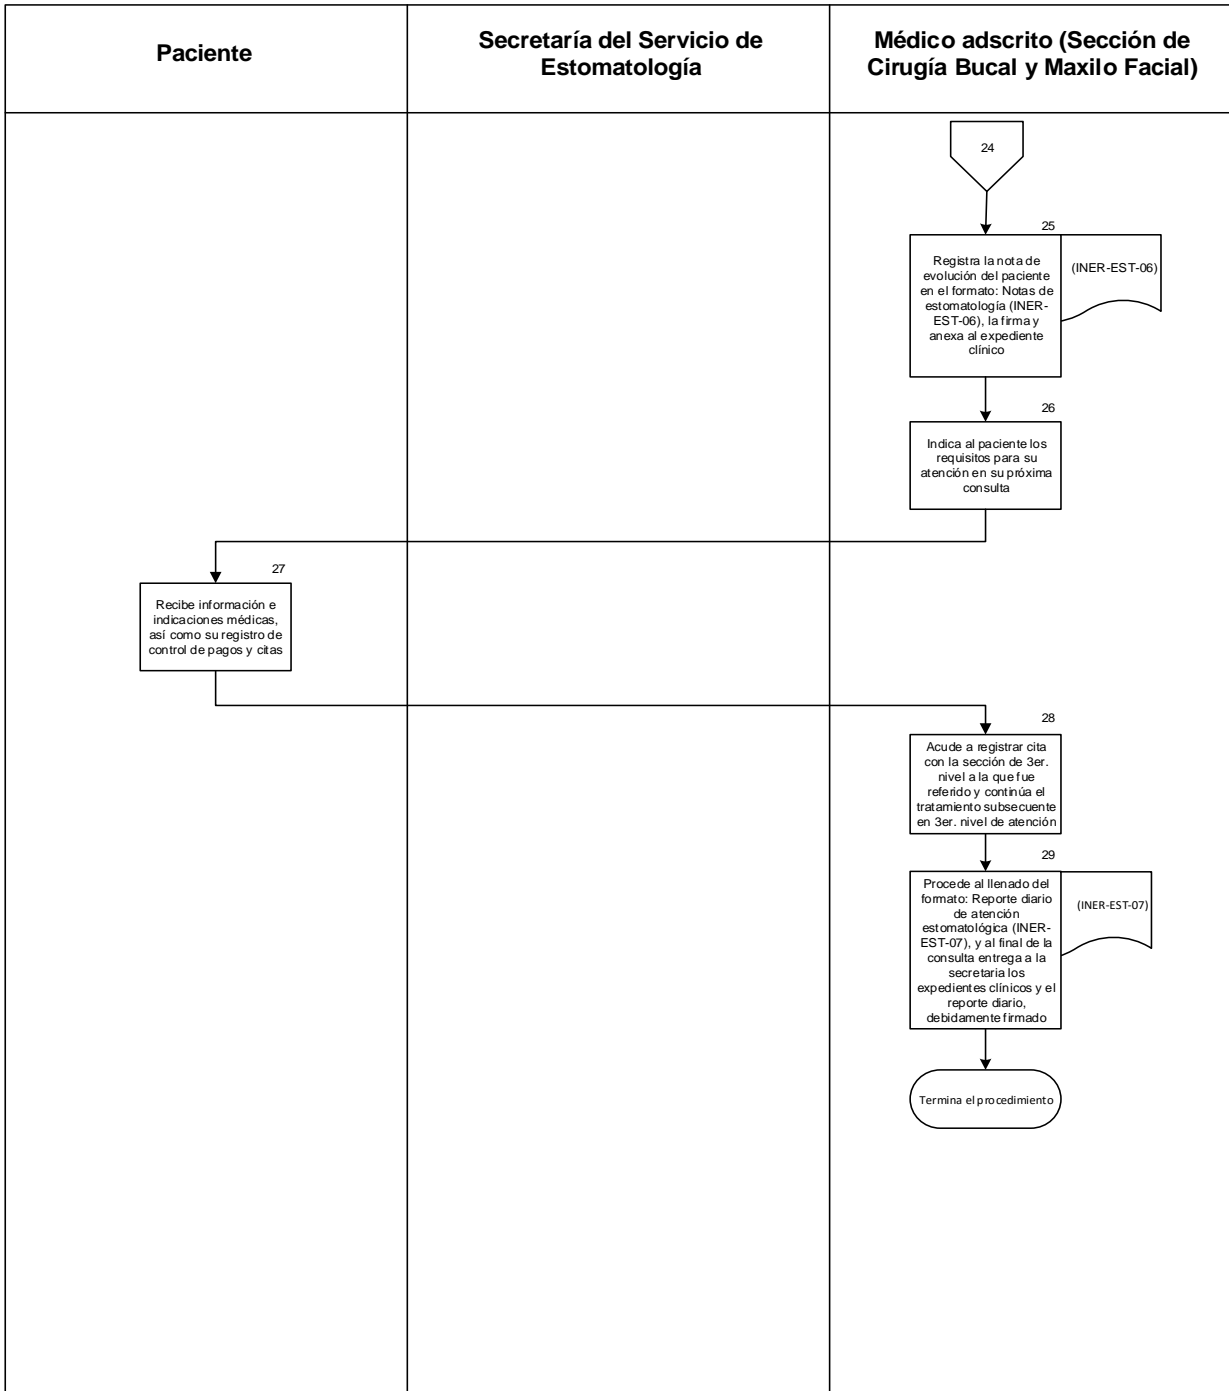 Paciente
Secretaría del Servicio de
Estomatología
Médico adscrito (Sección de
Cirugía Bucal y Maxilo Facial)
24
25
Registra la nota de
evolución del paciente
en el formato: Notas de
estomatología (INER-
EST-06), la firma y
anexa al expediente
clínico
(INER-EST-06)
26
Indica al paciente los
requisitos para su
atención en su próxima
consulta
27
Recibe información e
indicaciones médicas,
así como su registro de
control de pagos y citas
28
Acude a registrar cita
con la sección de 3er.
nivel a la que fue
referido y continúa el
tratamiento subsecuente
en 3er. nivel de atención
29
Procede al llenado del
formato: Reporte diario
de atención
estomatológica (INER-
EST-07), y al final de la
consulta entrega a la
secretaria los
expedientes clínicos y el
reporte diario,
debidamente firmado
(INER-EST-07)
Termina el procedimiento